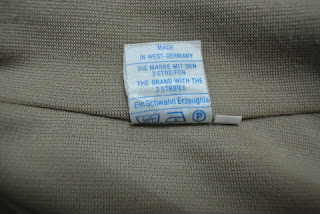 MADE
IN WEST-GERMANY
DIE MARKE MIT DEN
3 STREIFEN
THE BRAND WITH THE
3 STRIPES
Ein Schwahn Erzeugnis
P